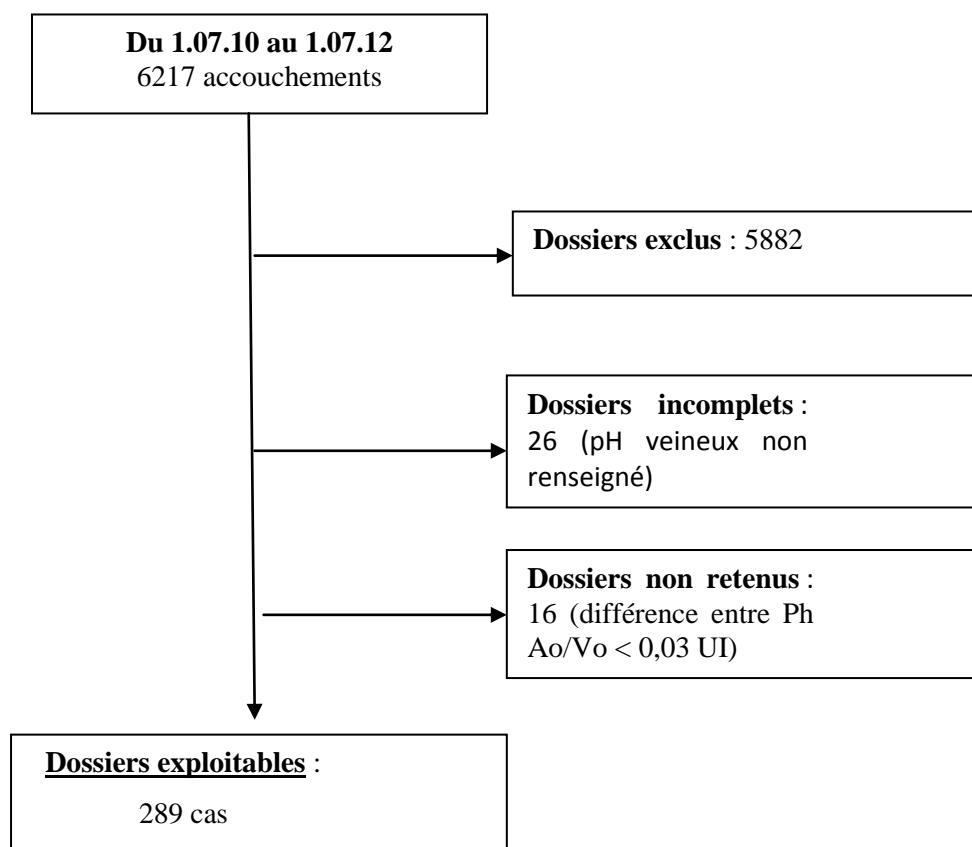 Du 1.07.10 au 1.07.12
6217 accouchements
Dossiers exclus : 5882
Dossiers incomplets :
26 (pH veineux non
renseigné)
Dossiers non retenus :
16 (différence entre Ph
Ao/Vo < 0,03 UI)
Dossiers exploitables :
289 cas